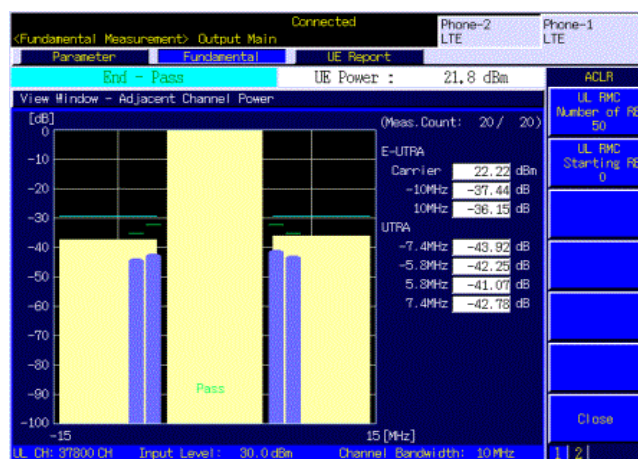 Connected
Phone-2
LTE
Phone-1
LTE
<Fundamental Measurement> Output Main
Parameter
Fundamental
UE Report
End - Pass
UE Power : 21.8 dBm
ACLR
View Window - Adjacent Channel Power
UL RMC
Number of RB
50
UL RMC
Starting RB
0
Close
1 2
[dB]
(Meas.Count: 20/ 20)
0
-10
-20
-30
-40
-50
-60
-70
-80
-90
-100
E-UTRA
Carrier 22.22 dBm
-10MHz -37.44 dB
10MHz -36.15 dB
UTRA
-7.4MHz -43.92 dB
-5.8MHz -42.25 dB
5.8MHz -41.07 dB
7.4MHz -42.78 dB
Pass
-15
15 [MHz]
UL CH: 37800 CH Input Level: 30.0 dBm Channel Bandwidth: 10 MHz